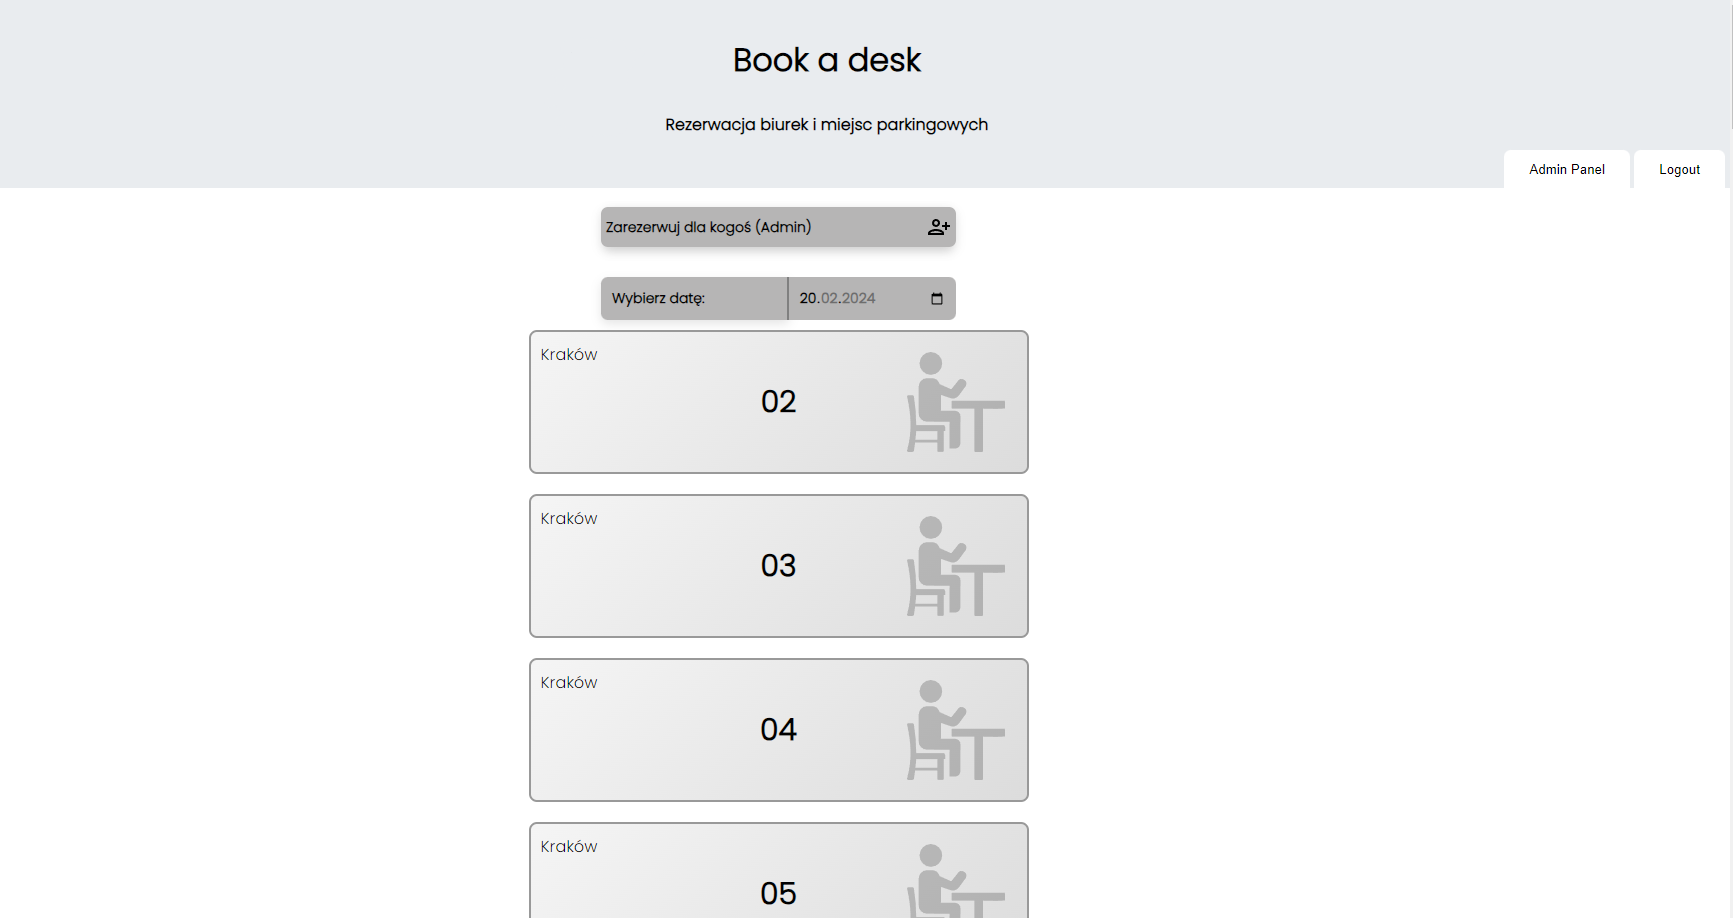 Book a desk
Rezerwacja biurek i miejsc parkingowych
Admin Panel
Logout
Zarezerwuj dla kogoś (Admin)
Wybierz datę:
20.02.2024
Kraków
02
Kraków
03
Kraków
04
Kraków
05